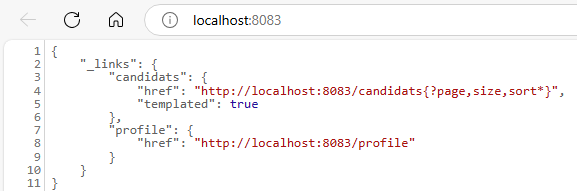 localhost:8083
1 {
2     "_links": {
3         "candidats": {
4             "href": "http://localhost:8083/candidats{?page,size,sort*}",
5             "templated": true
6         },
7         "profile": {
8             "href": "http://localhost:8083/profile"
9         }
10     }
11 }